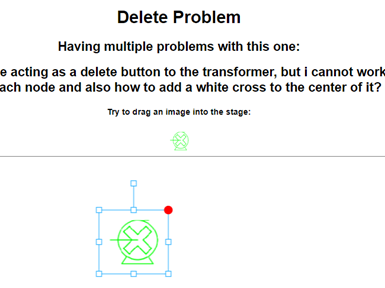 Delete Problem
Having multiple problems with this one:
e acting as a delete button to the transformer, but i cannot work
ach node and also how to add a white cross to the center of it?
Try to drag an image into the stage: